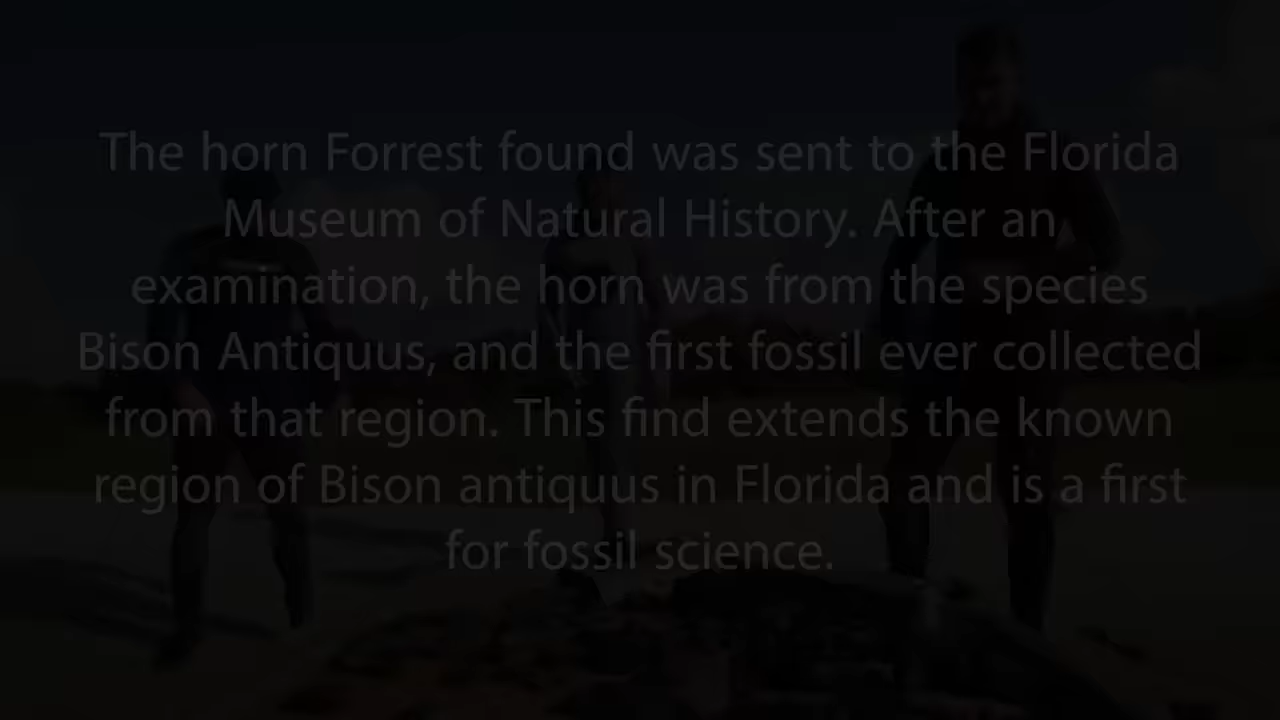 The horn Forrest found was sent to the Florida
Museum of Natural History. After an
examination, the horn was from the species
Bison Antiquus, and the first fossil ever collected
from that region. This find extends the known
region of Bison antiquus in Florida and is a first
for fossil science.